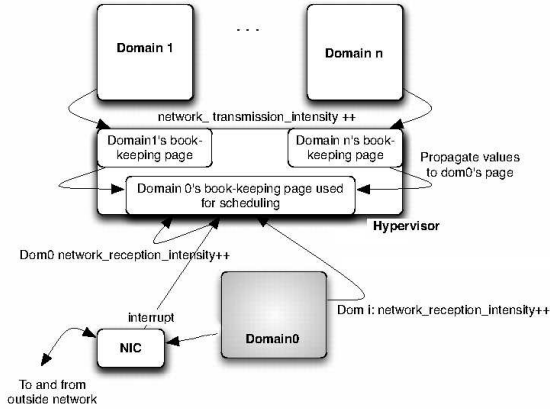 Domain 1
. . .
Domain n
network_ transmission_intensity ++
Domain1's book-
keeping page
Domain n's book-
keeping page
Propagate values
to dom0's page
Domain 0's book-keeping page used
for scheduling
Hypervisor
Dom0 network_reception_intensity++
Dom i: network_reception_intensity++
interrupt
Domain0
NIC
To and from
outside network